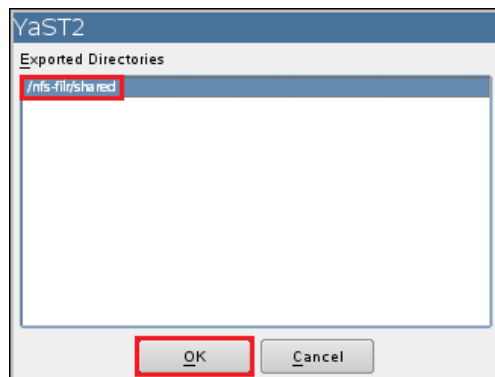 YaST2
Exported Directories
/nfs-filr/shared
OK
Cancel